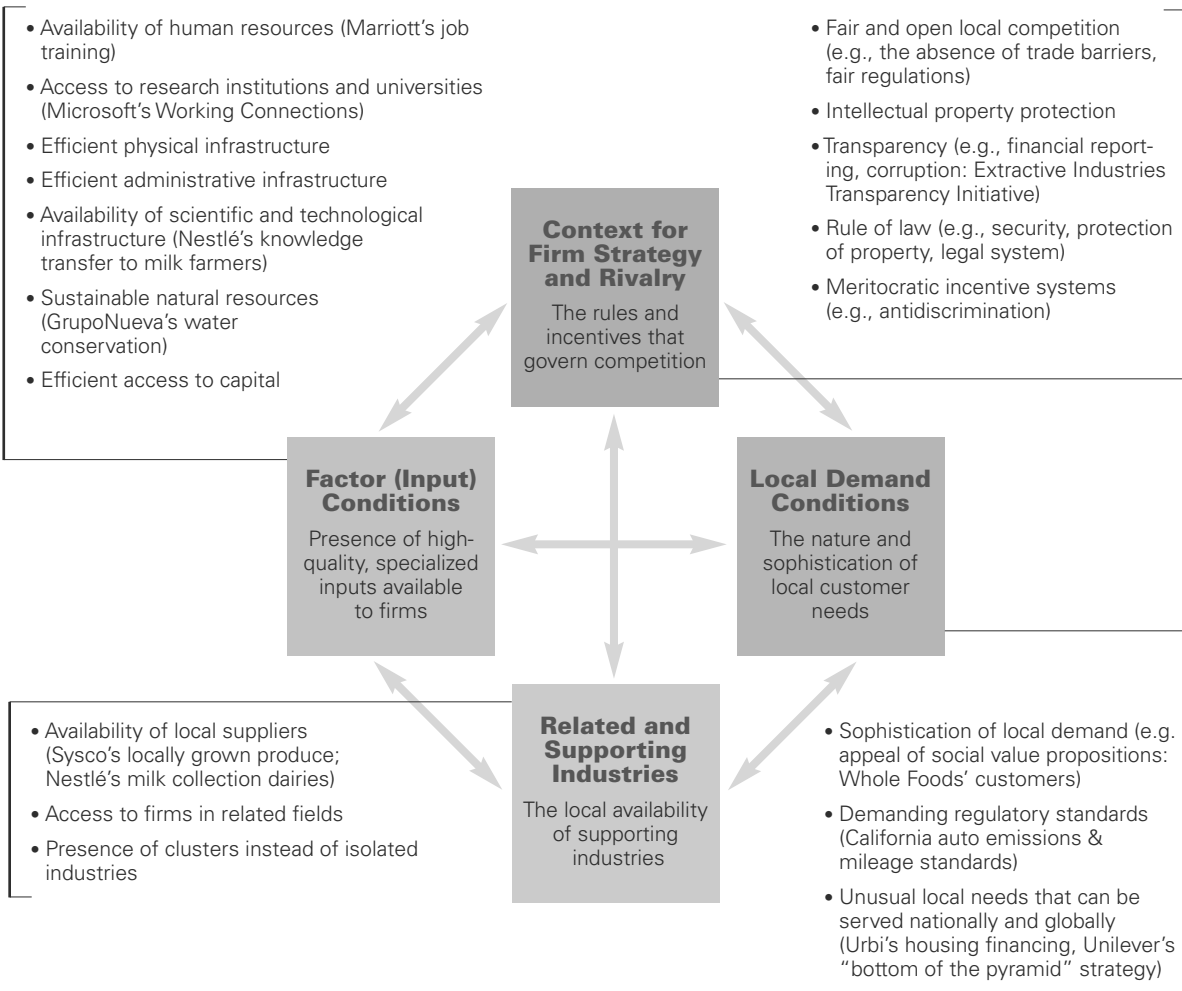 • Availability of human resources (Marriott's job
training)
• Access to research institutions and universities
(Microsoft's Working Connections)
• Efficient physical infrastructure
• Efficient administrative infrastructure
• Availability of scientific and technological
infrastructure (Nestlé's knowledge
transfer to milk farmers)
• Sustainable natural resources
(GrupoNueva's water
conservation)
• Efficient access to capital
• Fair and open local competition
(e.g., the absence of trade barriers,
fair regulations)
• Intellectual property protection
• Transparency (e.g., financial report-
ing, corruption: Extractive Industries
Transparency Initiative)
• Rule of law (e.g., security, protection
of property, legal system)
• Meritocratic incentive systems
(e.g., antidiscrimination)
Context for
Firm Strategy
and Rivalry
The rules and
incentives that
govern competition
Factor (Input)
Conditions
Presence of high-
quality, specialized
inputs available
to firms
Local Demand
Conditions
The nature and
sophistication of
local customer
needs
Related and
Supporting
Industries
The local availability
of supporting
industries
• Availability of local suppliers
(Sysco's locally grown produce;
Nestlé's milk collection dairies)
• Access to firms in related fields
• Presence of clusters instead of isolated
industries
• Sophistication of local demand (e.g.
appeal of social value propositions:
Whole Foods' customers)
• Demanding regulatory standards
(California auto emissions &
mileage standards)
• Unusual local needs that can be
served nationally and globally
(Urbi's housing financing, Unilever's
"bottom of the pyramid" strategy)